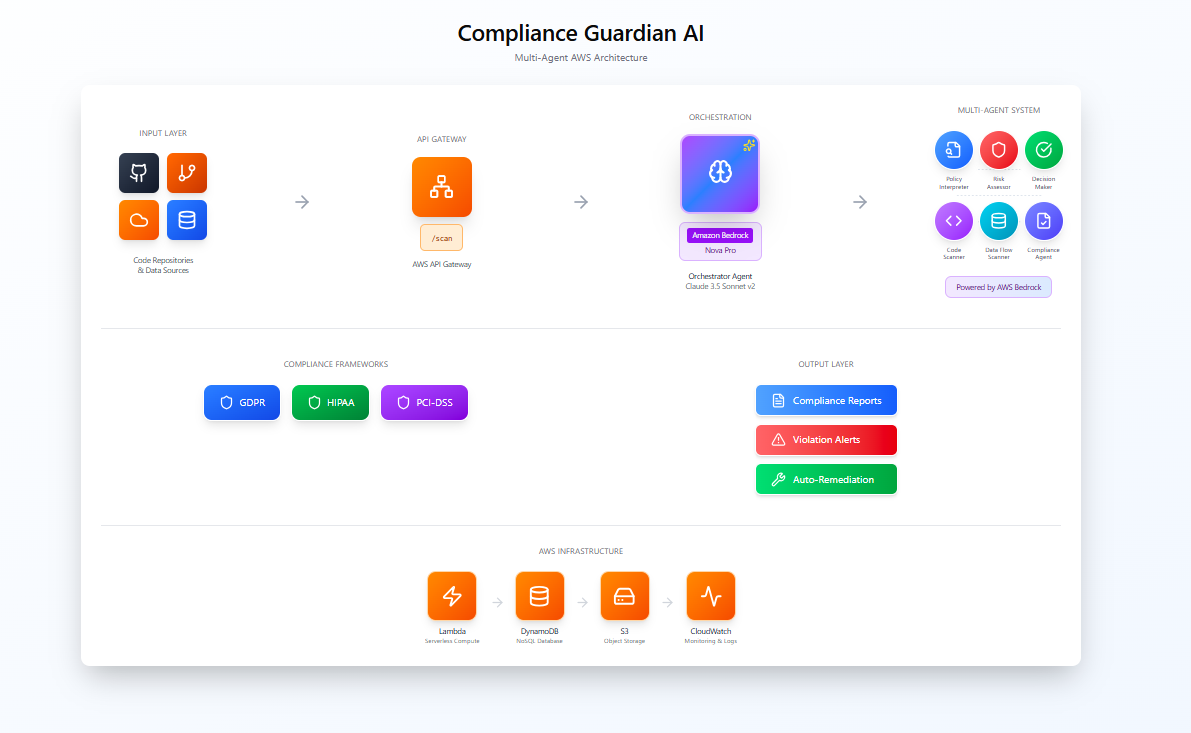 Compliance Guardian AI
Multi-Agent AWS Architecture
INPUT LAYER
Code Repositories
& Data Sources
API GATEWAY
/scan
AWS API Gateway
ORCHESTRATION
Amazon Bedrock
Nova Pro
Orchestrator Agent
Claude 3.5 Sonnet v2
MULTI-AGENT SYSTEM
Policy
Interpreter
Risk
Assessor
Decision
Maker
Code
Scanner
Data Flow
Scanner
Compliance
Agent
Powered by AWS Bedrock
COMPLIANCE FRAMEWORKS
GDPR
HIPAA
PCI-DSS
OUTPUT LAYER
Compliance Reports
Violation Alerts
Auto-Remediation
AWS INFRASTRUCTURE
Lambda
Serverless Compute
DynamoDB
NoSQL Database
S3
Object Storage
CloudWatch
Monitoring & Logs